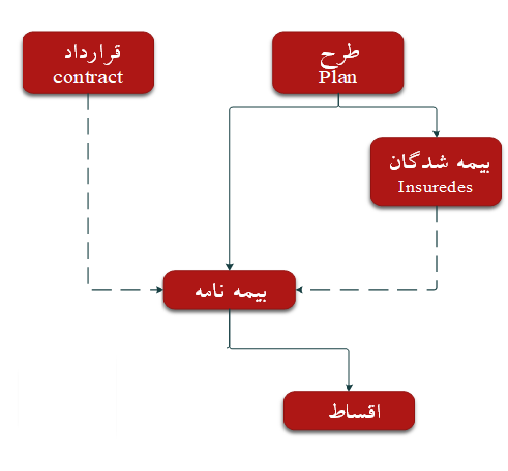 قرارداد
contract
طرح
Plan
بیمه شدگان
Insuredes
بیمه نامه
اقساط